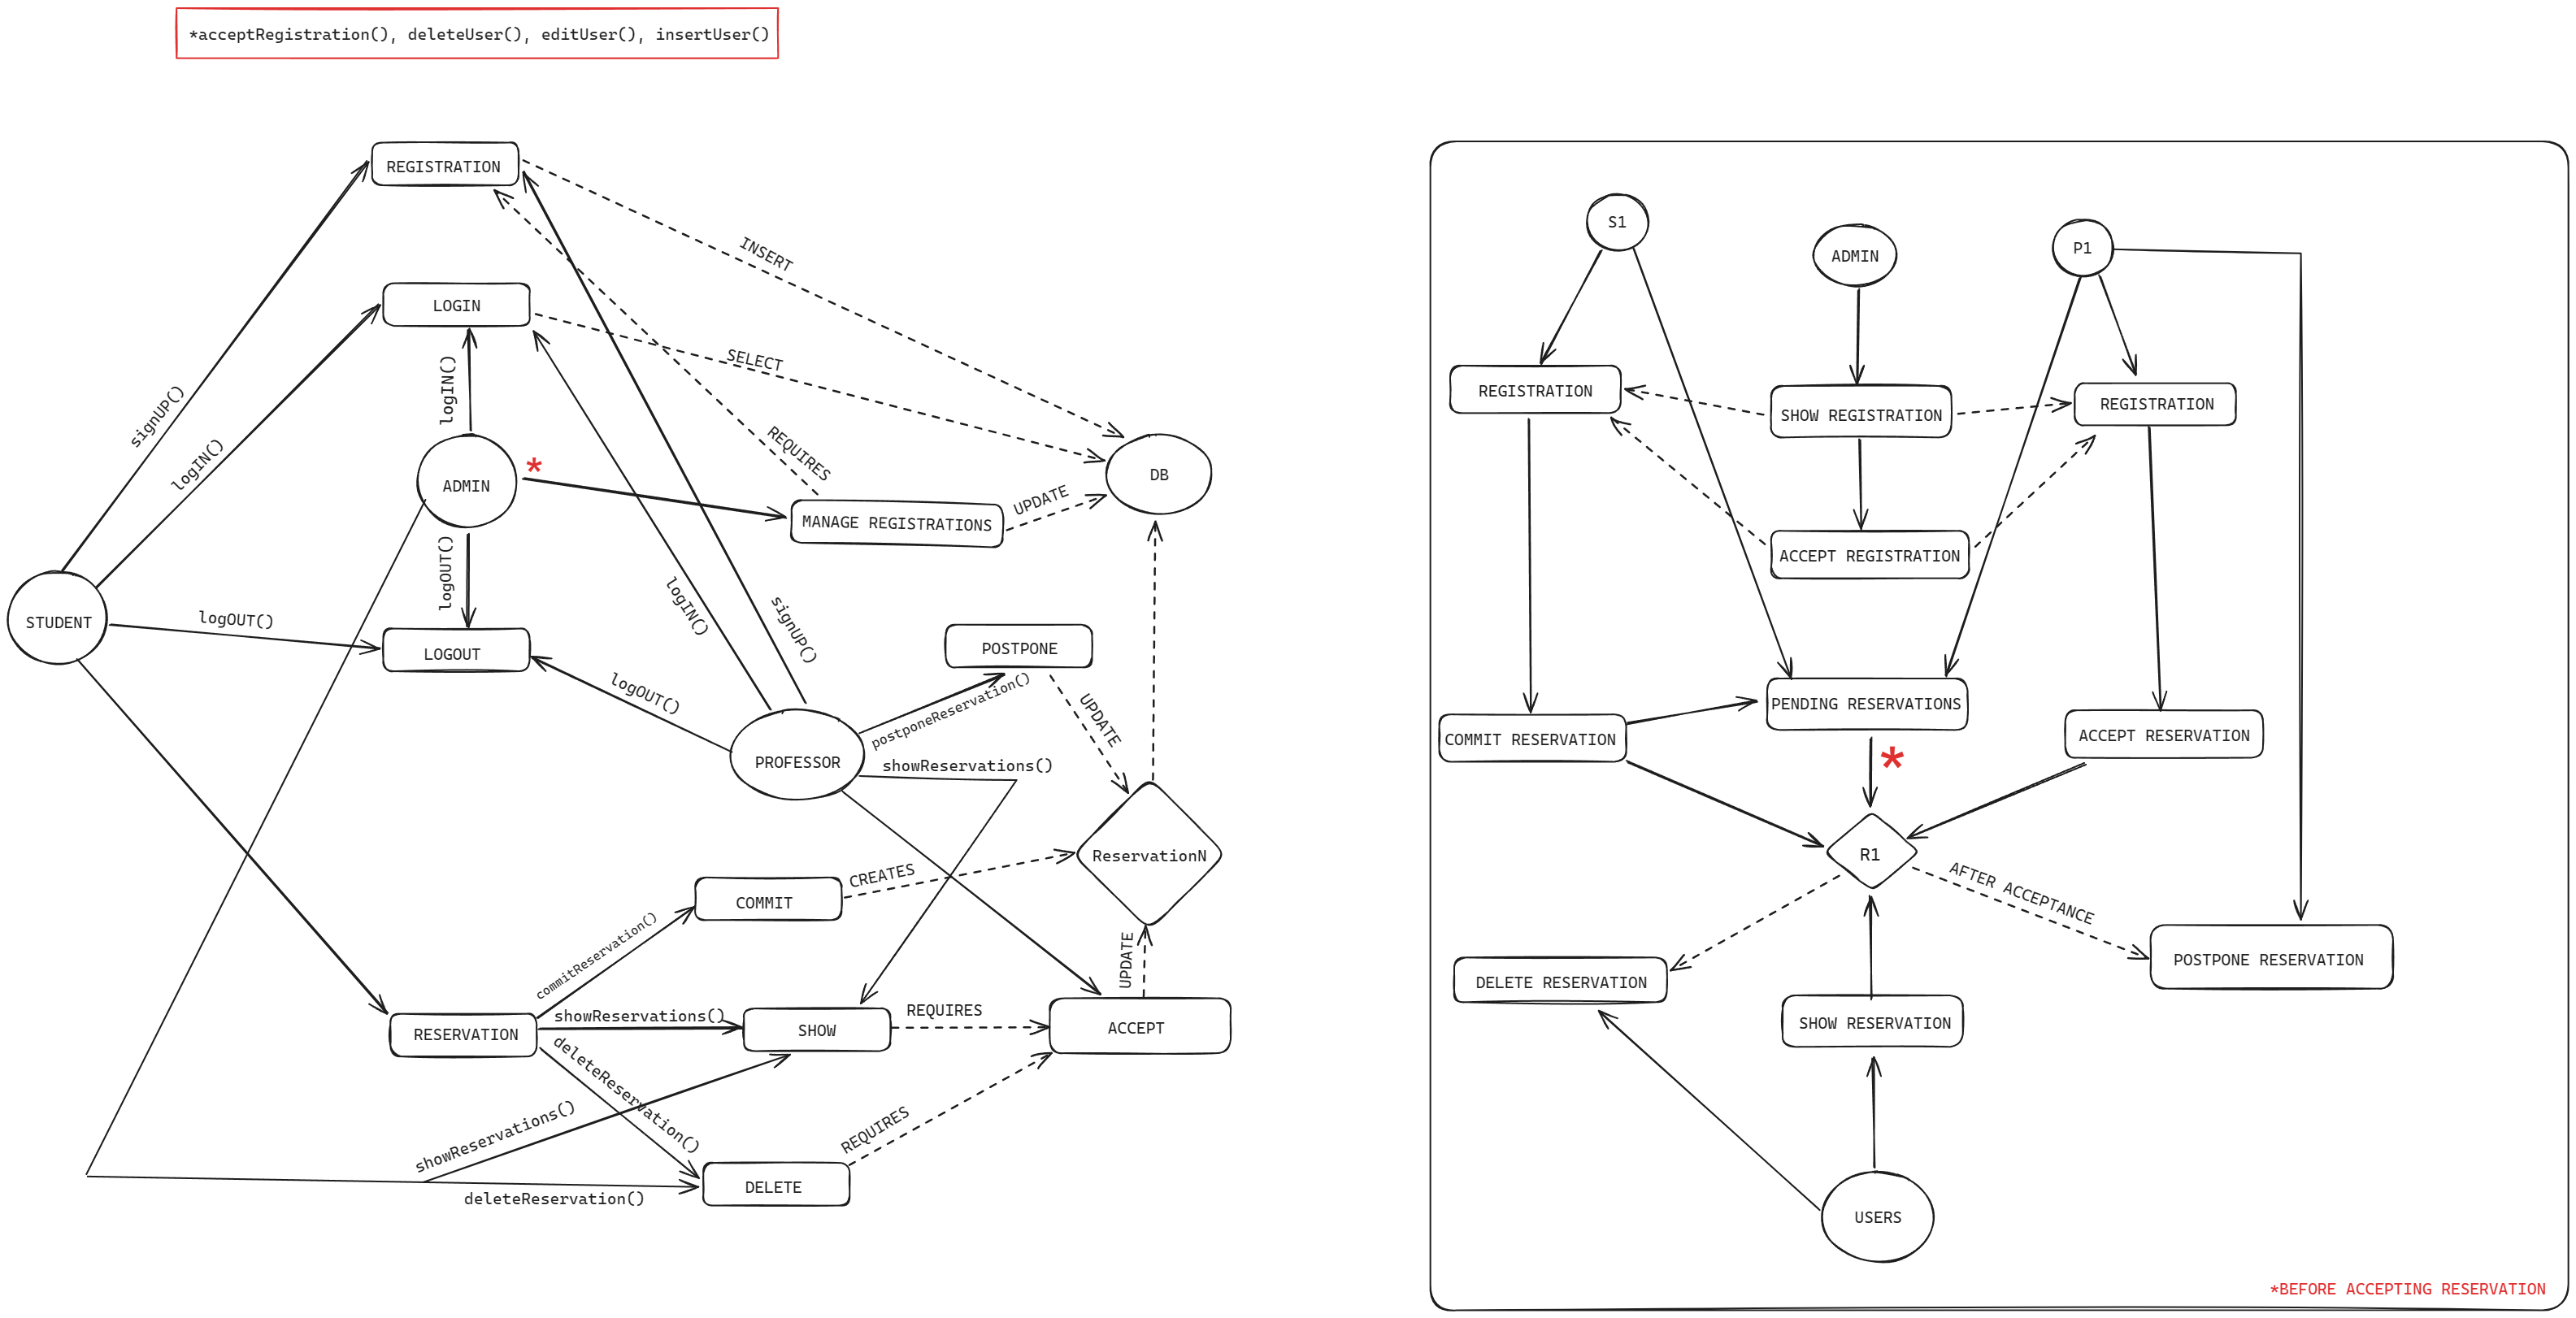 *acceptRegistration(), deleteUser(), editUser(), insertUser()
REGISTRATION
INSERT
LOGIN
SELECT
signUP()
logIN()
logIN()
ADMIN
*
REQUIRES
MANAGE REGISTRATIONS
UPDATE
DB
logOUT()
STUDENT
logOUT()
LOGOUT
logIN()
signUP()
logOUT()
POSTPONE
postponeReservation()
UPDATE
PROFESSOR
showReservations()
ReservationN
COMMIT
CREATES
commitReservation()
UPDATE
RESERVATION
showReservations()
SHOW
REQUIRES
ACCEPT
deleteReservation()
showReservations()
REQUIRES
DELETE
deleteReservation()
S1
ADMIN
P1
REGISTRATION
SHOW REGISTRATION
REGISTRATION
ACCEPT REGISTRATION
PENDING RESERVATIONS
COMMIT RESERVATION
ACCEPT RESERVATION
*
R1
AFTER ACCEPTANCE
DELETE RESERVATION
POSTPONE RESERVATION
SHOW RESERVATION
USERS
*BEFORE ACCEPTING RESERVATION